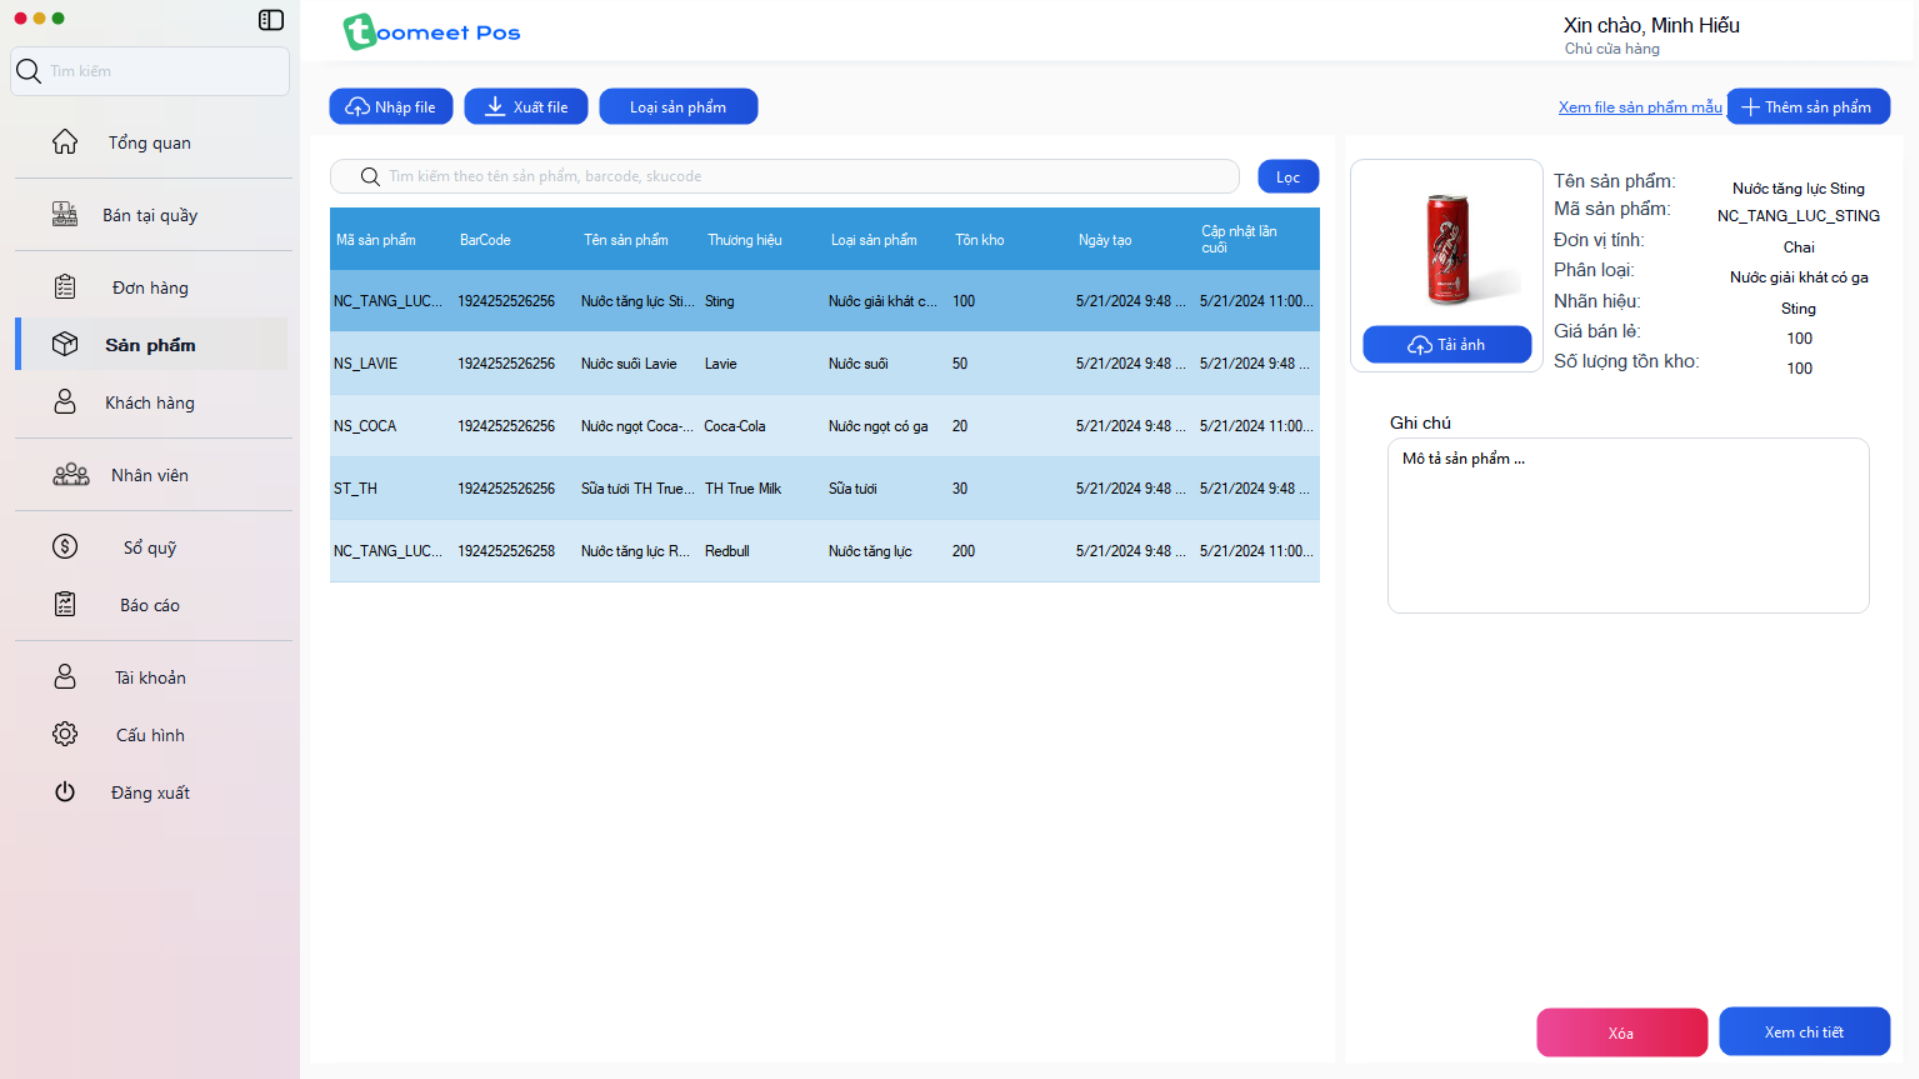 Tìm kiếm
Tổng quan
Bán tại quầy
Đơn hàng
Sản phẩm
Khách hàng
Nhân viên
Sổ quỹ
Báo cáo
Tài khoản
Cấu hình
Đăng xuất
toomeet Pos
Xin chào, Minh Hiếu
Chủ cửa hàng
Nhập file
Xuất file
Loại sản phẩm
Xem file sản phẩm mẫu
Thêm sản phẩm
Tìm kiếm theo tên sản phẩm, barcode, skucode
Lọc
Mã sản phẩm BarCode Tên sản phẩm Thương hiệu Loại sản phẩm Tồn kho Ngày tạo Cập nhật lần cuối
NC_TANG_LUC... 1924252526256 Nước tăng lực Sti... Sting Nước giải khát c... 100 5/21/2024 9:48 ... 5/21/2024 11:00...
NS_LAVIE 1924252526256 Nước suối Lavie Lavie Nước suối 50 5/21/2024 9:48 ... 5/21/2024 9:48 ...
NS_COCA 1924252526256 Nước ngọt Coca-... Coca-Cola Nước ngọt có ga 20 5/21/2024 9:48 ... 5/21/2024 11:00...
ST_TH 1924252526256 Sữa tươi TH True... TH True Milk Sữa tươi 30 5/21/2024 9:48 ... 5/21/2024 9:48 ...
NC_TANG_LUC... 1924252526258 Nước tăng lực R... Redbull Nước tăng lực 200 5/21/2024 9:48 ... 5/21/2024 11:00...
Tải ảnh
Tên sản phẩm: Nước tăng lực Sting
Mã sản phẩm: NC_TANG_LUC_STING
Đơn vị tính: Chai
Phân loại: Nước giải khát có ga
Nhãn hiệu: Sting
Giá bán lẻ: 100
Số lượng tồn kho: 100
Ghi chú
Mô tả sản phẩm ...
Xóa
Xem chi tiết